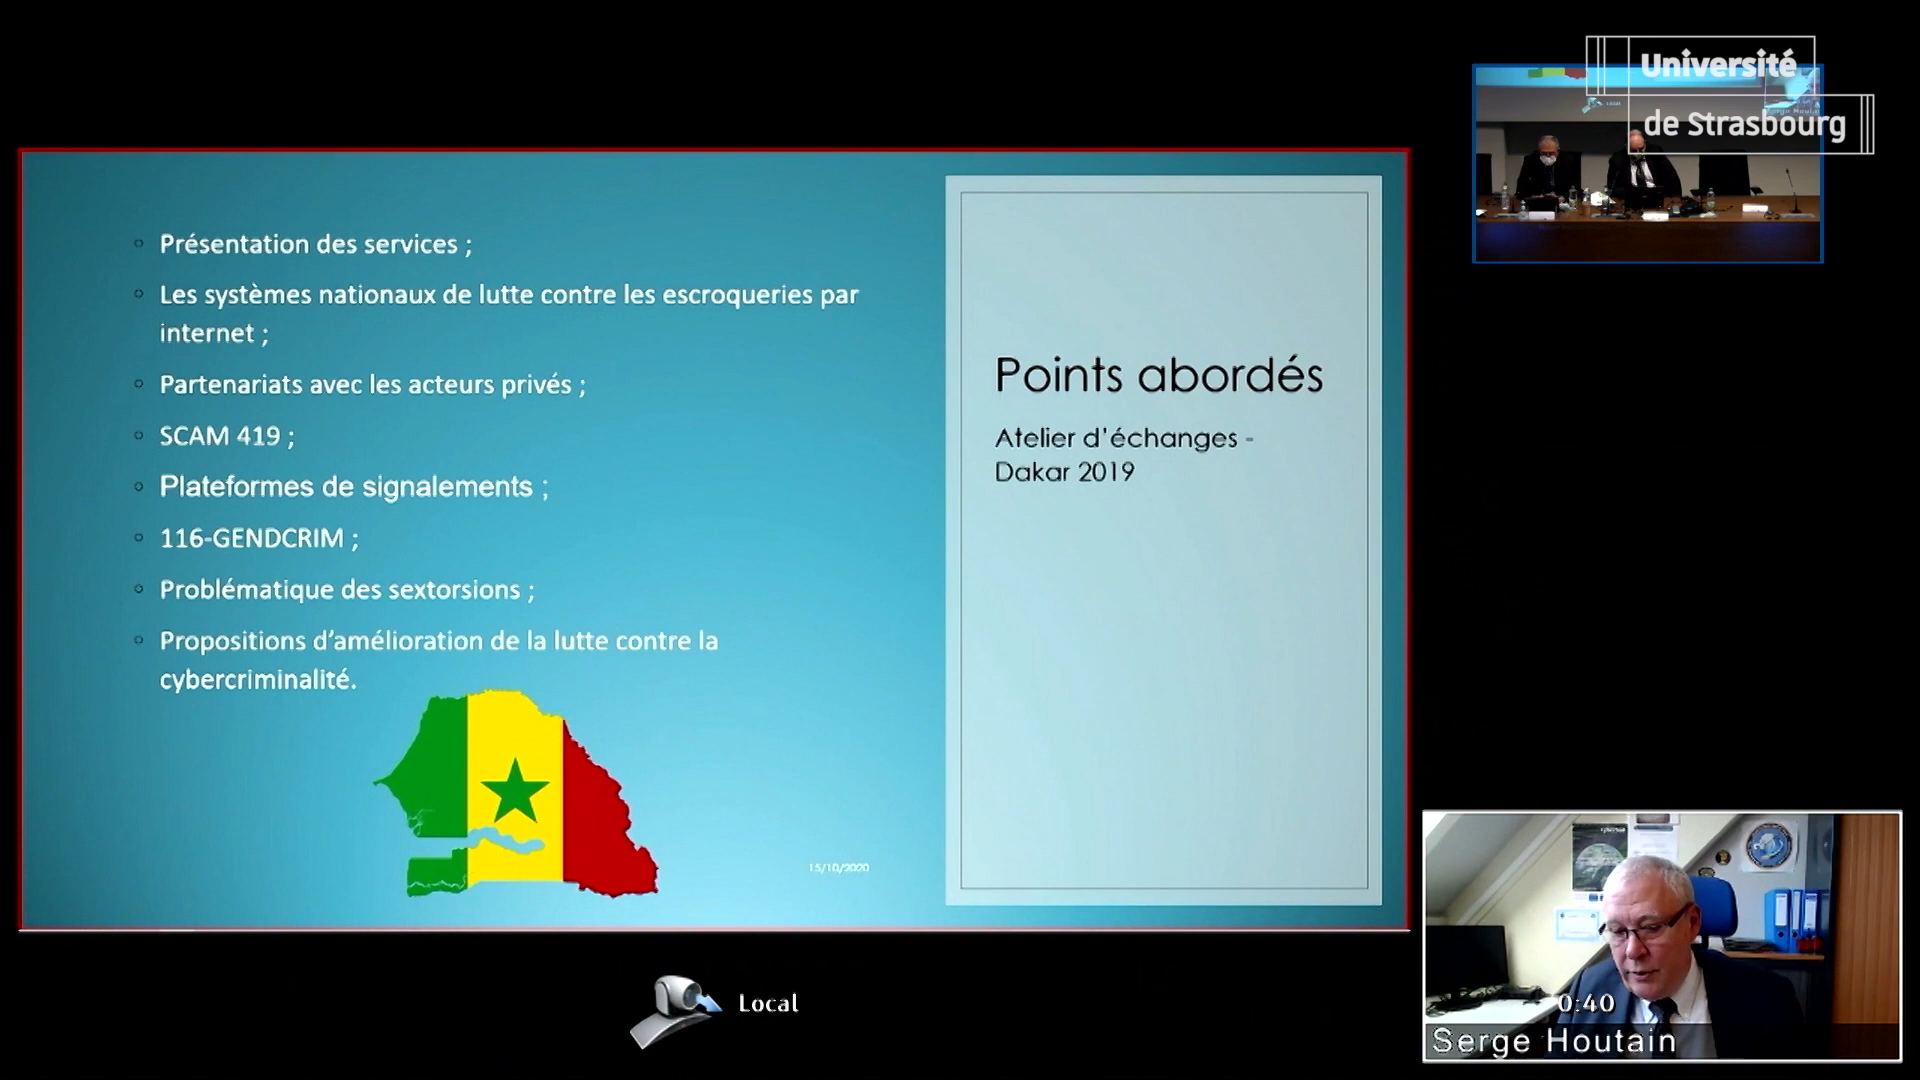 Université
de Strasbourg
Présentation des services ;
Les systèmes nationaux de lutte contre les escroqueries par
internet ;
Partenariats avec les acteurs privés ;
SCAM 419 ;
Plateformes de signalements ;
116-GENDCRIM ;
Problématique des sextorsions ;
Propositions d'amélioration de la lutte contre la
cybercriminalité.
15/10/2020
Points abordés
Atelier d'échanges -
Dakar 2019
Local
0:40
Serge Houtain